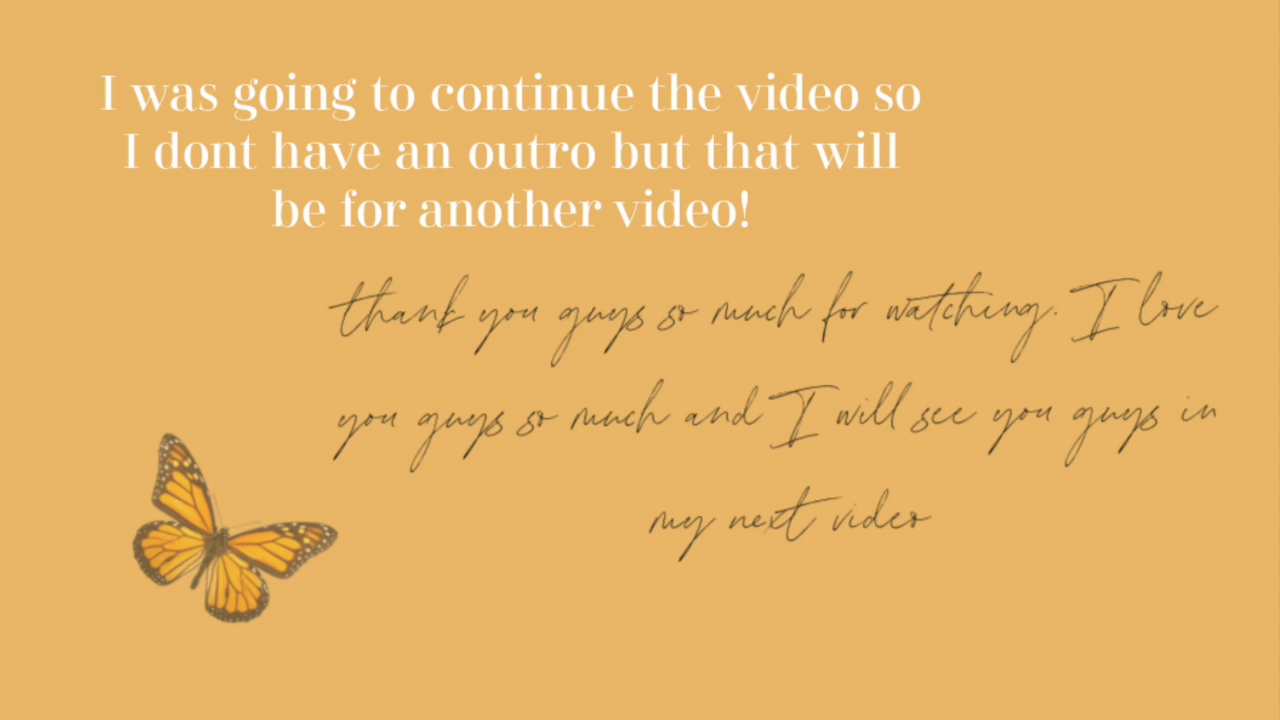 I was going to continue the video so
I dont have an outro but that will
be for another video!
thank you guys so much for watching. I love
you guys so much and I will see you guys in
my next video